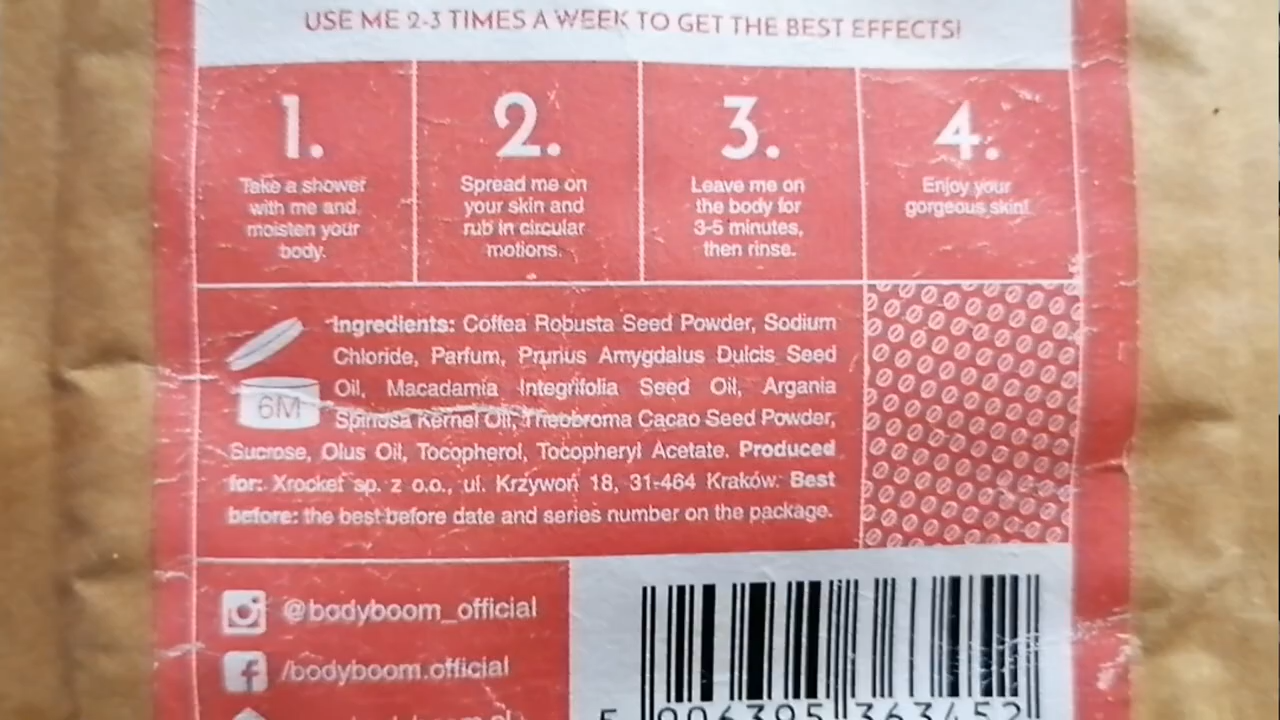 USE ME 2-3 TIMES A WEEK TO GET THE BEST EFFECTS!
1.
Take a shower
with me and
moisten your
body.
2.
Spread me on
your skin and
rub in circular
motions.
3.
Leave me on
the body for
3-5 minutes,
then rinse.
4.
Enjoy your
gorgeous skin!
Ingredients: Coffea Robusta Seed Powder, Sodium
Chloride, Parfum, Prunus Amygdalus Dulcis Seed
Oil, Macadamia Integrifolia Seed Oil, Argania
6M
Spinosa Kernel Oil, Theobroma Cacao Seed Powder,
Sucrose, Olus Oil, Tocopherol, Tocopheryl Acetate. Produced
for: Xrocket sp. z o.o., ul. Krzywoń 18, 31-464 Kraków. Best
before: the best before date and series number on the package.
@bodyboom_official
/bodyboom.official
5 906395 363452